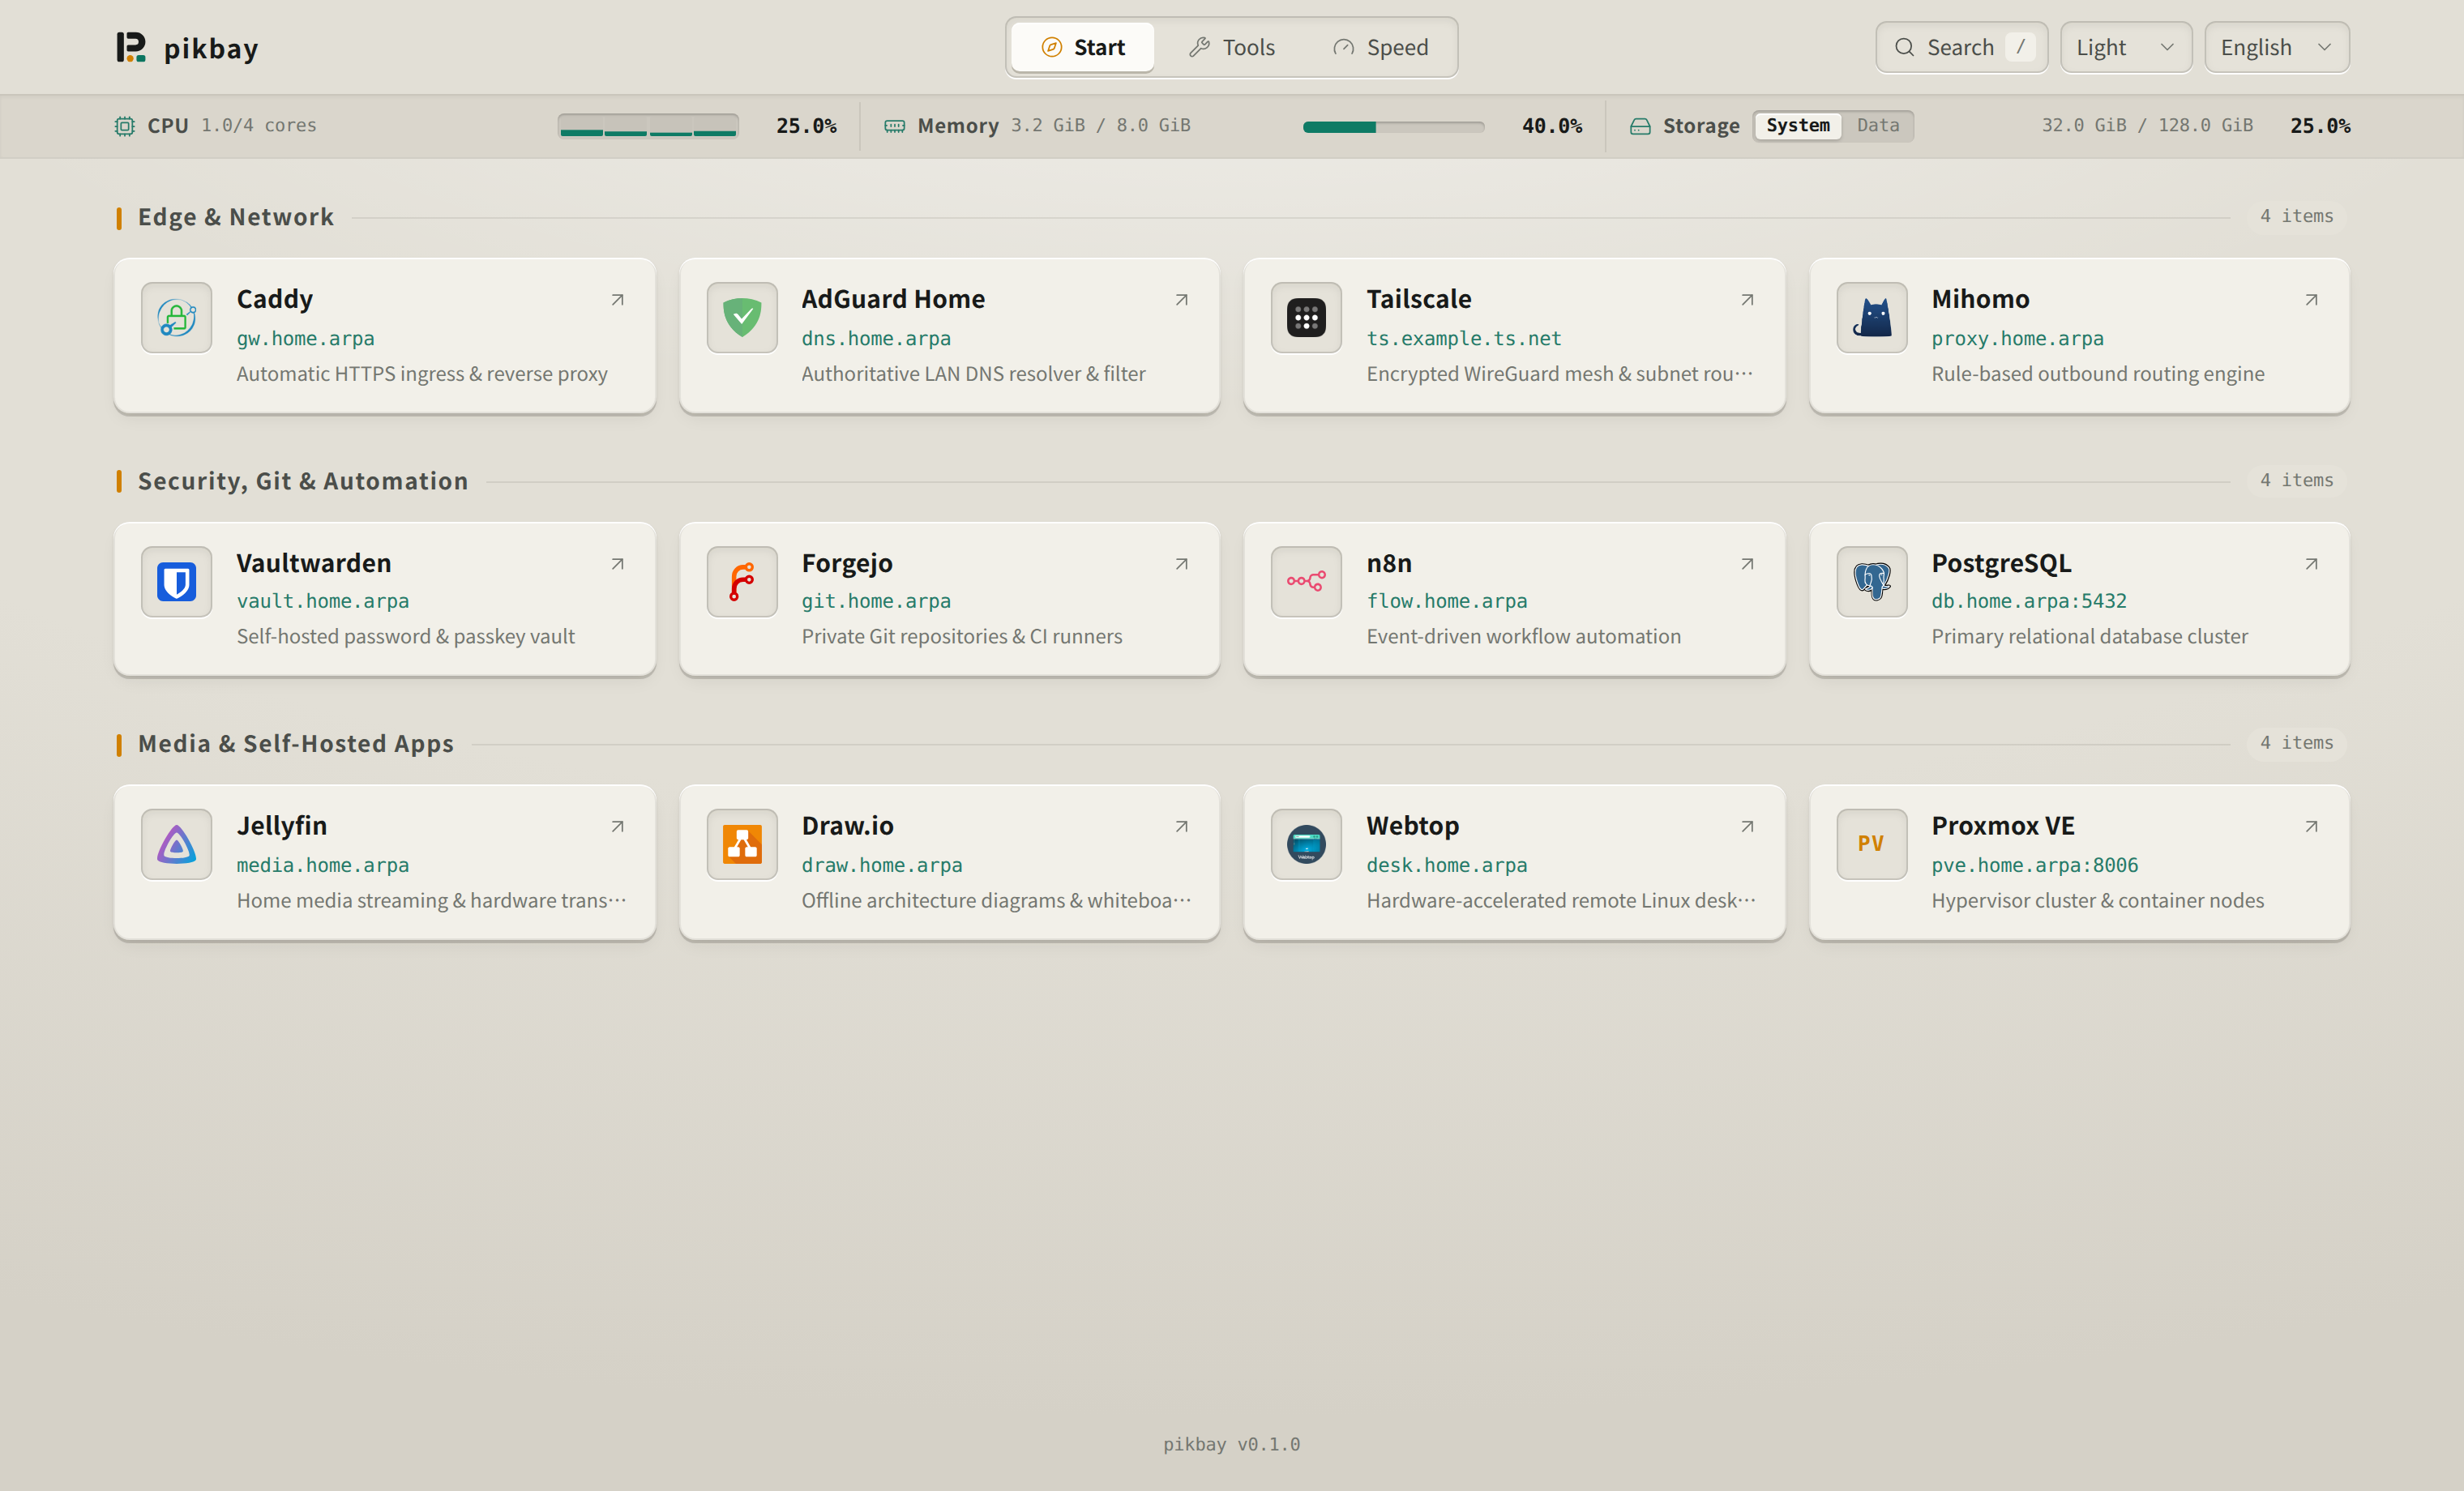 pikbay
Start
Tools
Speed
Search /
Light
English
CPU 1.0/4 cores 25.0%
Memory 3.2 GiB / 8.0 GiB 40.0%
Storage System Data 32.0 GiB / 128.0 GiB 25.0%
Edge & Network 4 items
Caddy
gw.home.arpa
Automatic HTTPS ingress & reverse proxy
AdGuard Home
dns.home.arpa
Authoritative LAN DNS resolver & filter
Tailscale
ts.example.ts.net
Encrypted WireGuard mesh & subnet rou…
Mihomo
proxy.home.arpa
Rule-based outbound routing engine
Security, Git & Automation 4 items
Vaultwarden
vault.home.arpa
Self-hosted password & passkey vault
Forgejo
git.home.arpa
Private Git repositories & CI runners
n8n
flow.home.arpa
Event-driven workflow automation
PostgreSQL
db.home.arpa:5432
Primary relational database cluster
Media & Self-Hosted Apps 4 items
Jellyfin
media.home.arpa
Home media streaming & hardware trans…
Draw.io
draw.home.arpa
Offline architecture diagrams & whiteboa…
Webtop
Webtop
desk.home.arpa
Hardware-accelerated remote Linux desk…
PV
Proxmox VE
pve.home.arpa:8006
Hypervisor cluster & container nodes
pikbay v0.1.0